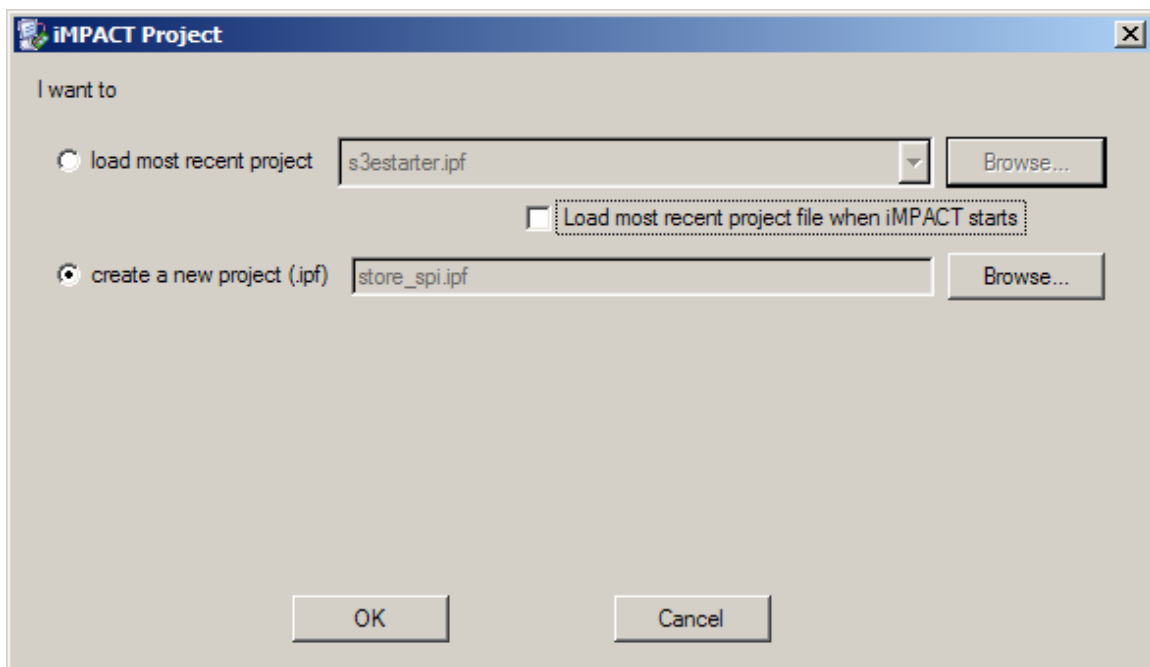 iMPACT Project
I want to
load most recent project s3estarter.ipf Browse...
Load most recent project file when iMPACT starts
create a new project (.ipf) store_spi.ipf Browse...
OK Cancel